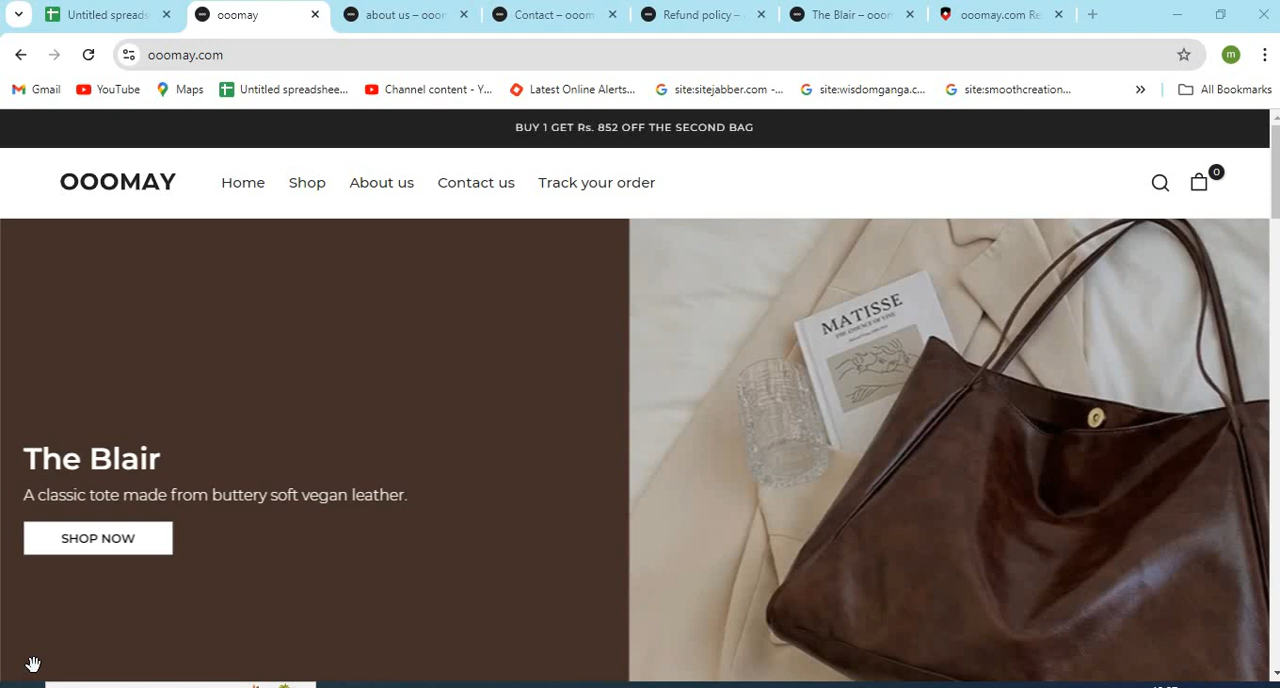 Untitled spreads
ooomay
about us – ooon
Contact – ooom
Refund policy –
The Blair – ooon
ooomay.com Re
ooomay.com
m
Gmail
YouTube
Maps
Untitled spreadshee...
Channel content - Y...
Latest Online Alerts...
site:sitejabber.com -...
site:wisdomganga.c...
site:smoothcreation...
All Bookmarks
BUY 1 GET Rs. 852 OFF THE SECOND BAG
OOOMAY
Home
Shop
About us
Contact us
Track your order
0
MATISSE
The Blair
A classic tote made from buttery soft vegan leather.
SHOP NOW